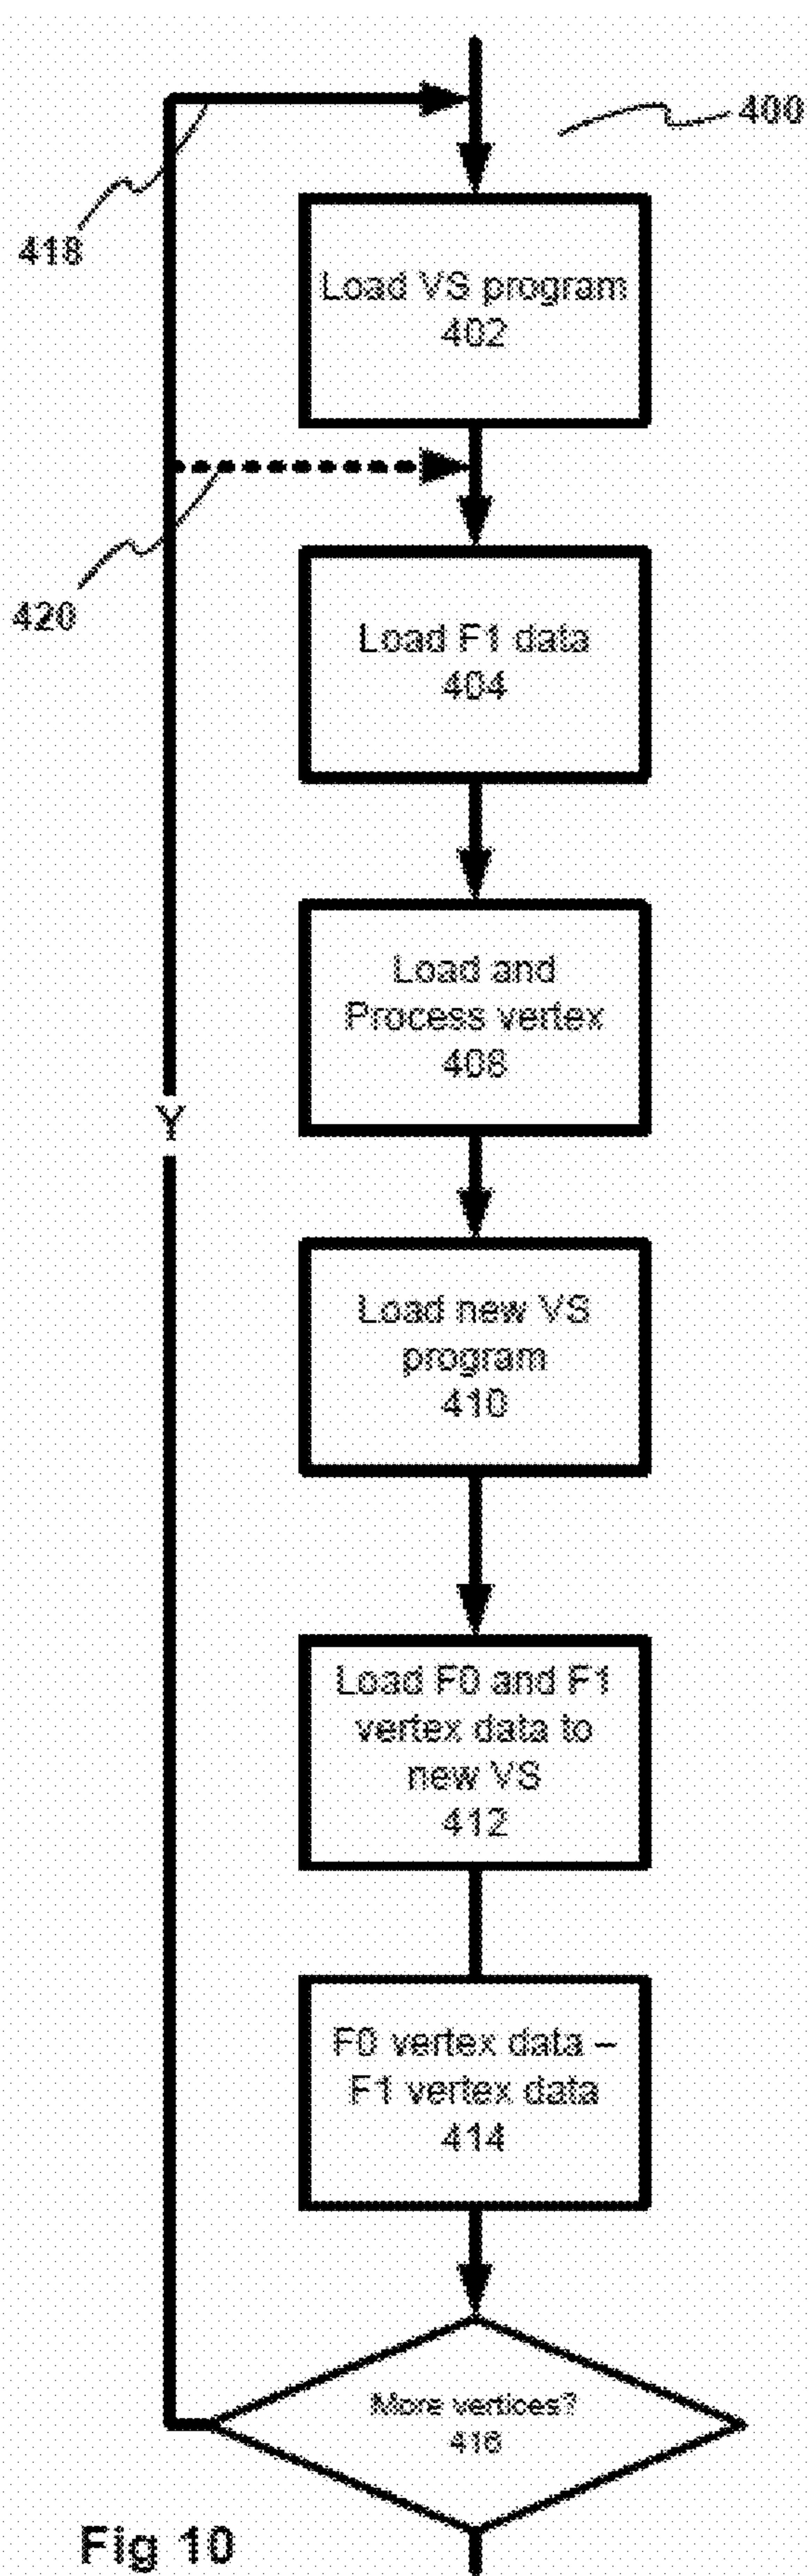 400
418
Load VS program
402
420
Load F1 data
404
Load and
Process vertex
408
Y
Load new VS
program
410
Load F0 and F1
vertex data to
new VS
412
F0 vertex data –
F1 vertex data
414
More vertices?
416
Fig 10